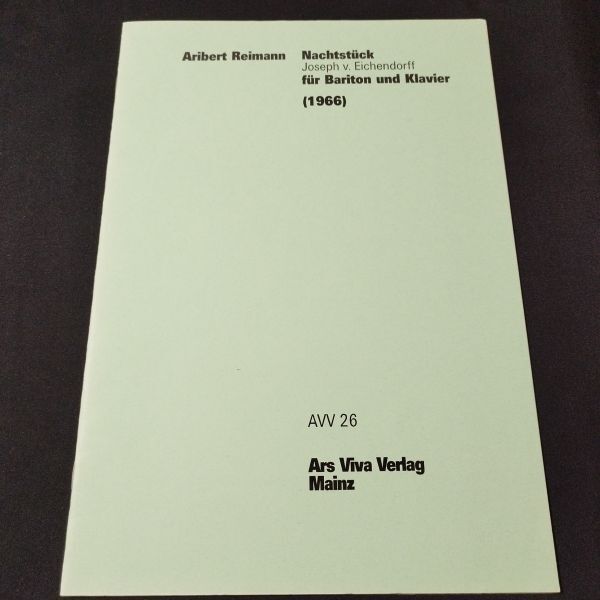 Aribert Reimann Nachtstück
Joseph v. Eichendorff
für Bariton und Klavier
(1966)
AVV 26
Ars Viva Verlag
Mainz